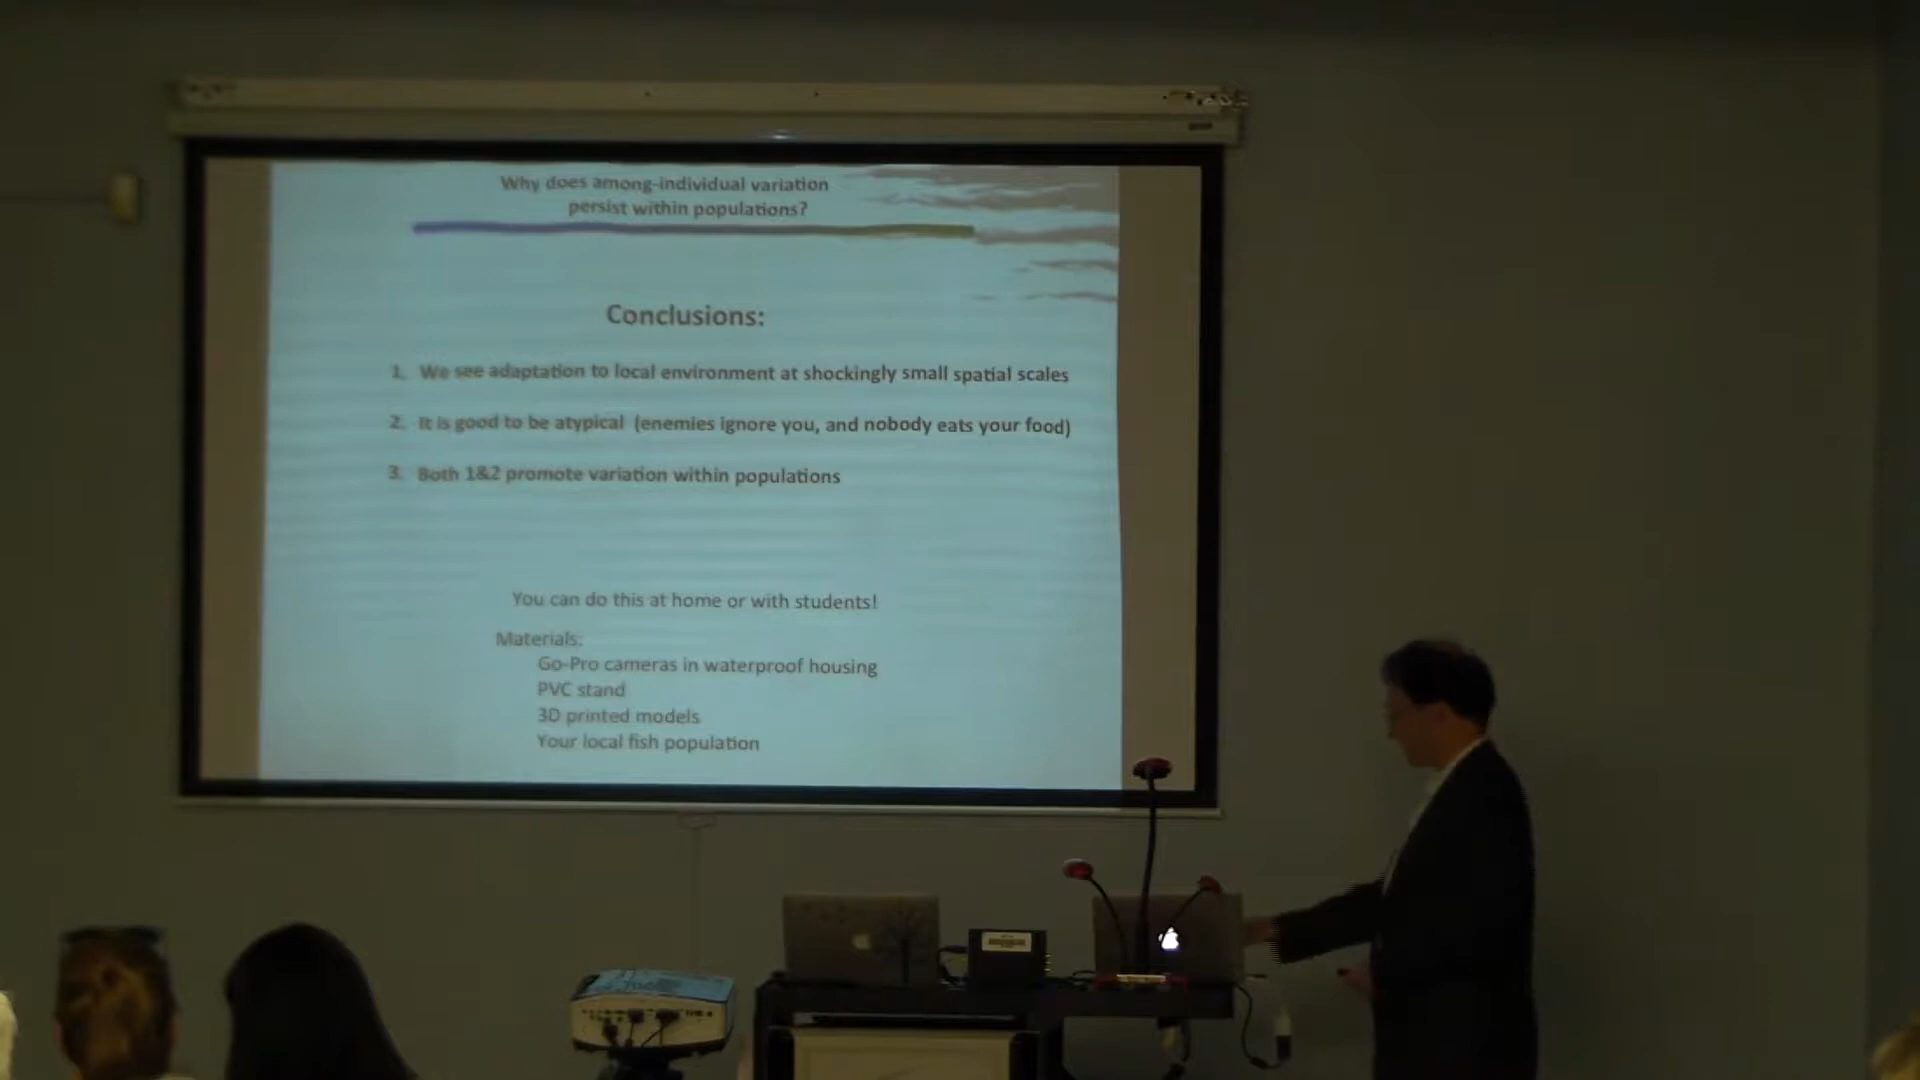 Why does among-individual variation
persist within populations?
Conclusions:
1. We see adaptation to local environment at shockingly small spatial scales
2. It is good to be atypical (enemies ignore you, and nobody eats your food)
3. Both 1&2 promote variation within populations
You can do this at home or with students!
Materials:
Go-Pro cameras in waterproof housing
PVC stand
3D printed models
Your local fish population